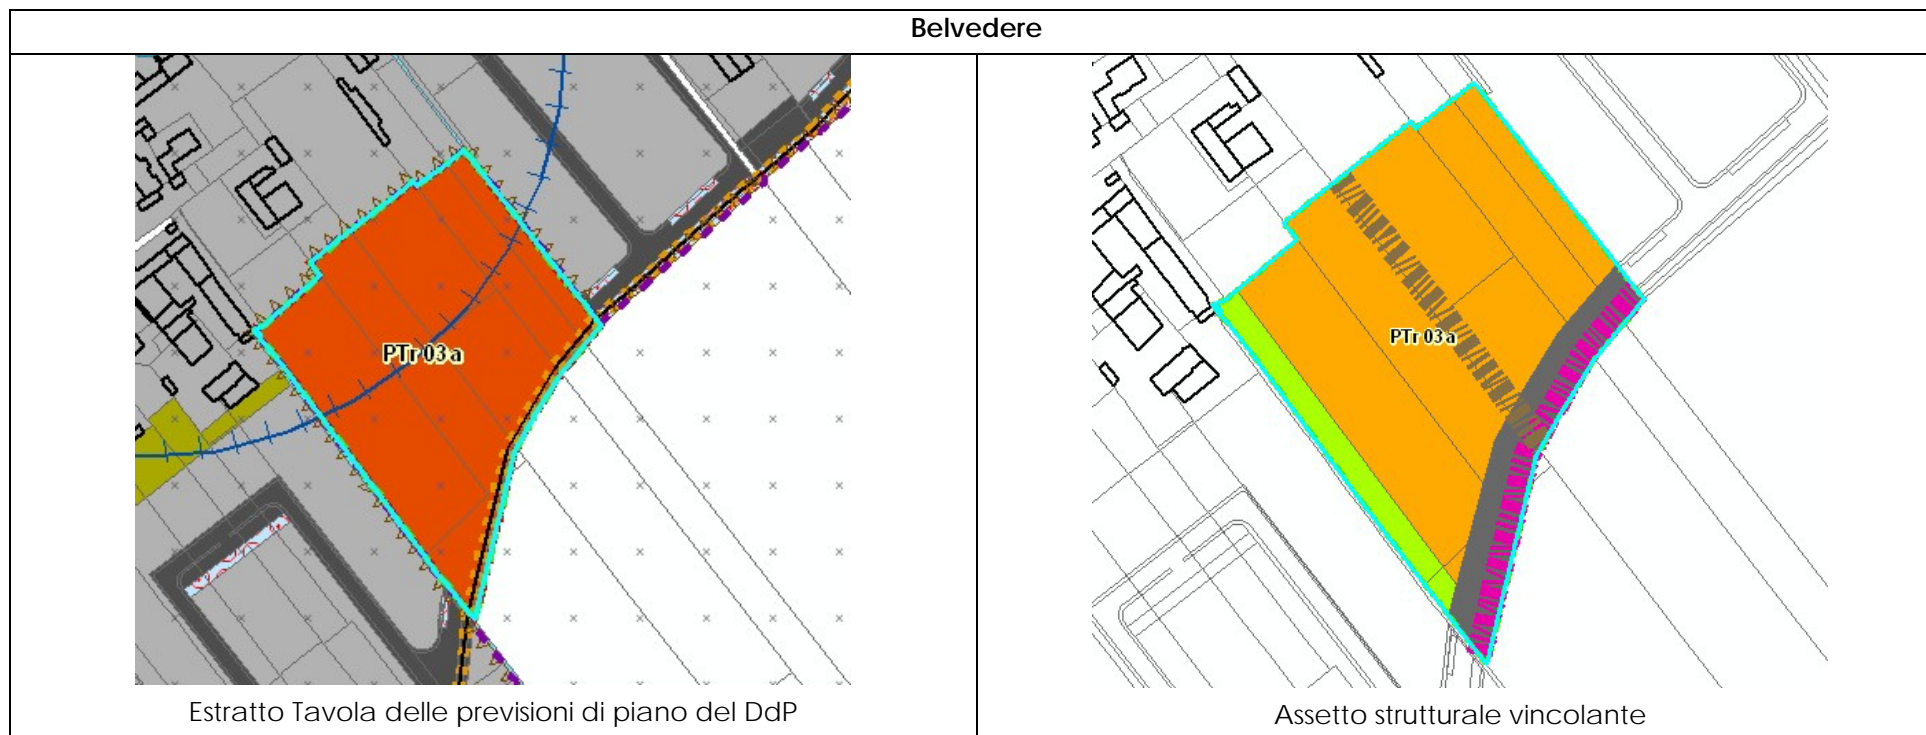 Belvedere
PTr 03a
PTr 03a
Estratto Tavola delle previsioni di piano del DdP
Assetto strutturale vincolante